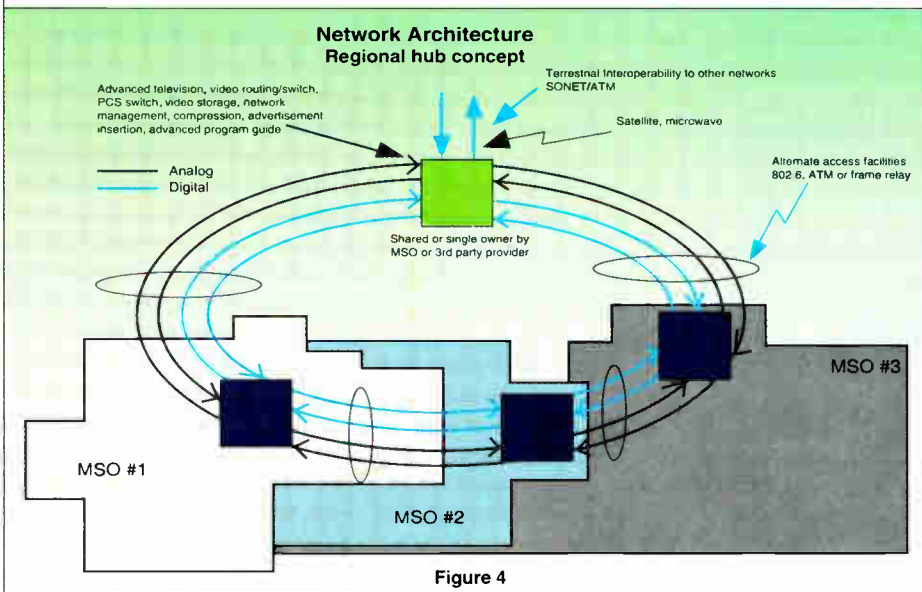 Network Architecture
Regional hub concept
Advanced television, video routing/switch,
PCS switch, video storage, network
management, compression, advertisement
insertion, advanced program guide
Terrestrial Interoperability to other networks
SONET/ATM
Satellite, microwave
Analog
Digital
Alternate access facilities
802.6, ATM or frame relay
Shared or single owner by
MSO or 3rd party provider
MSO #3
MSO #1
MSO #2
Figure 4